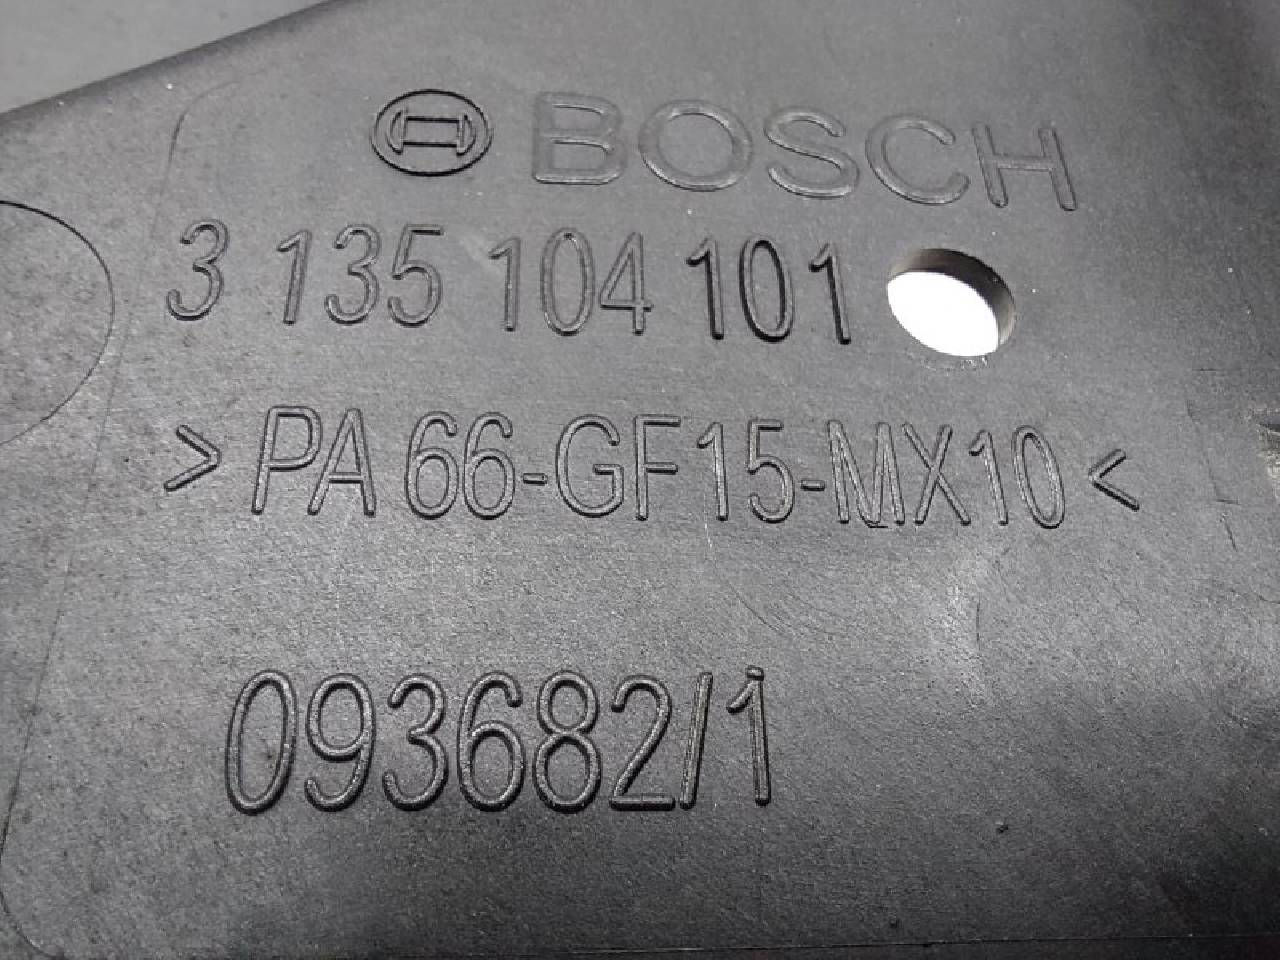 BOSCH
3 135 104 101
>PA 66-GF15-MX10<
093682/1